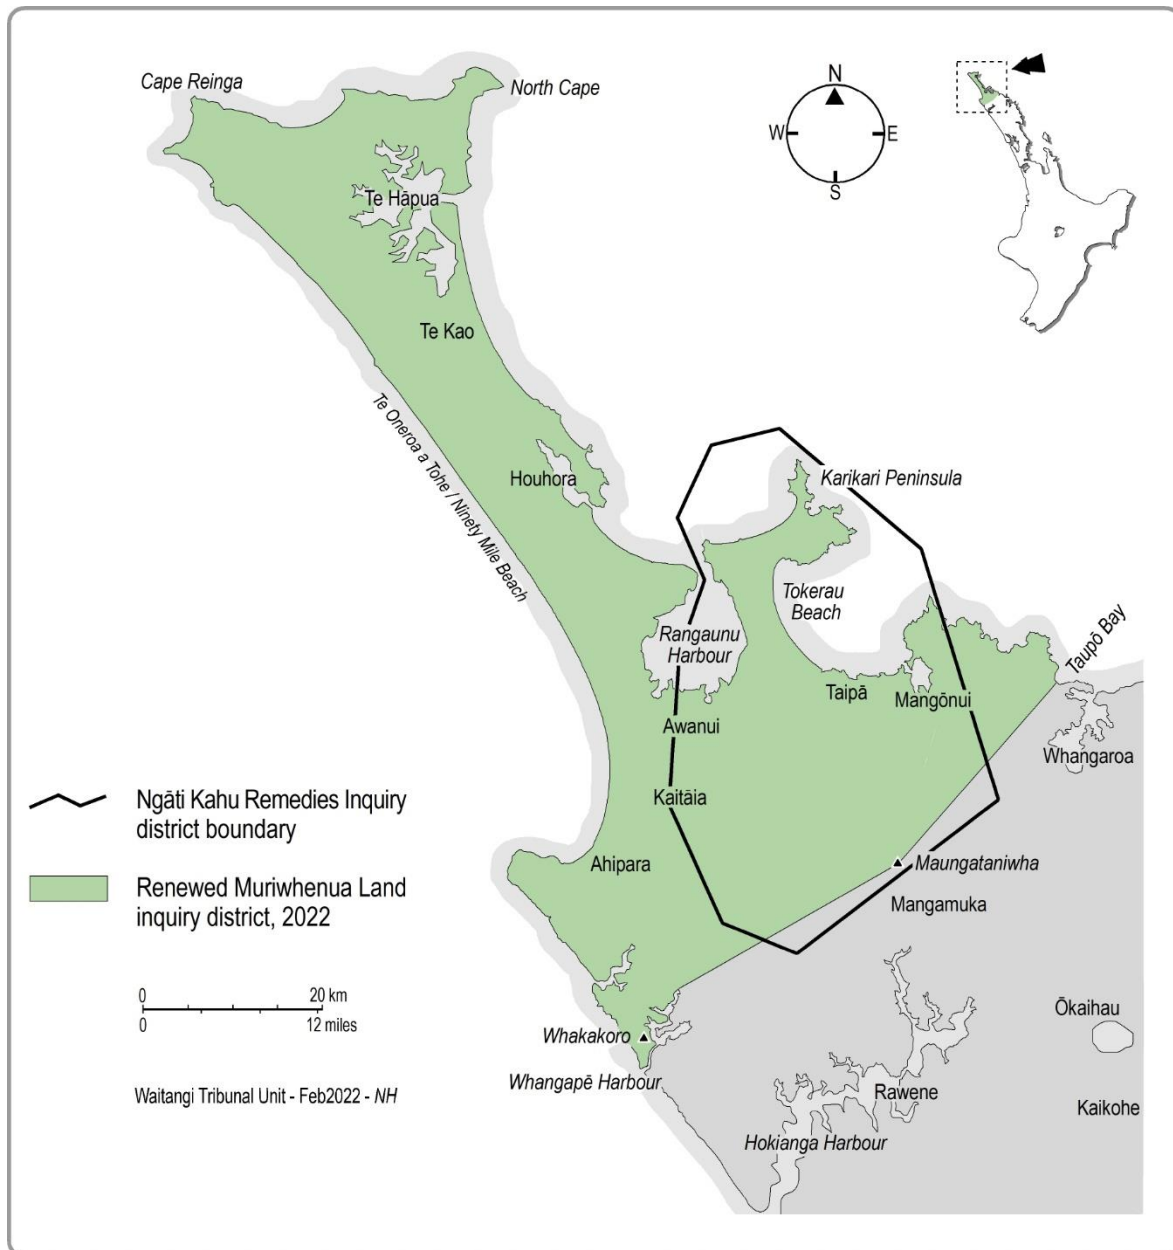 Cape Reinga
North Cape
N
W
E
S
Te Hāpua
Te Kao
Te Oneroa a Tohe / Ninety Mile Beach
Houhora
Karikari Peninsula
Tokerau
Beach
Rangaunu
Harbour
Taupō Bay
Taipā
Mangōnui
Awanui
Whangaroa
Kaitāia
Ngāti Kahu Remedies Inquiry
district boundary
Ahipara
Maungataniwha
Renewed Muriwhenua Land
inquiry district, 2022
Mangamuka
0
20 km
0
12 miles
Ōkaihau
Whakakoro
Whangapē Harbour
Waitangi Tribunal Unit - Feb2022 - NH
Rawene
Kaikohe
Hokianga Harbour